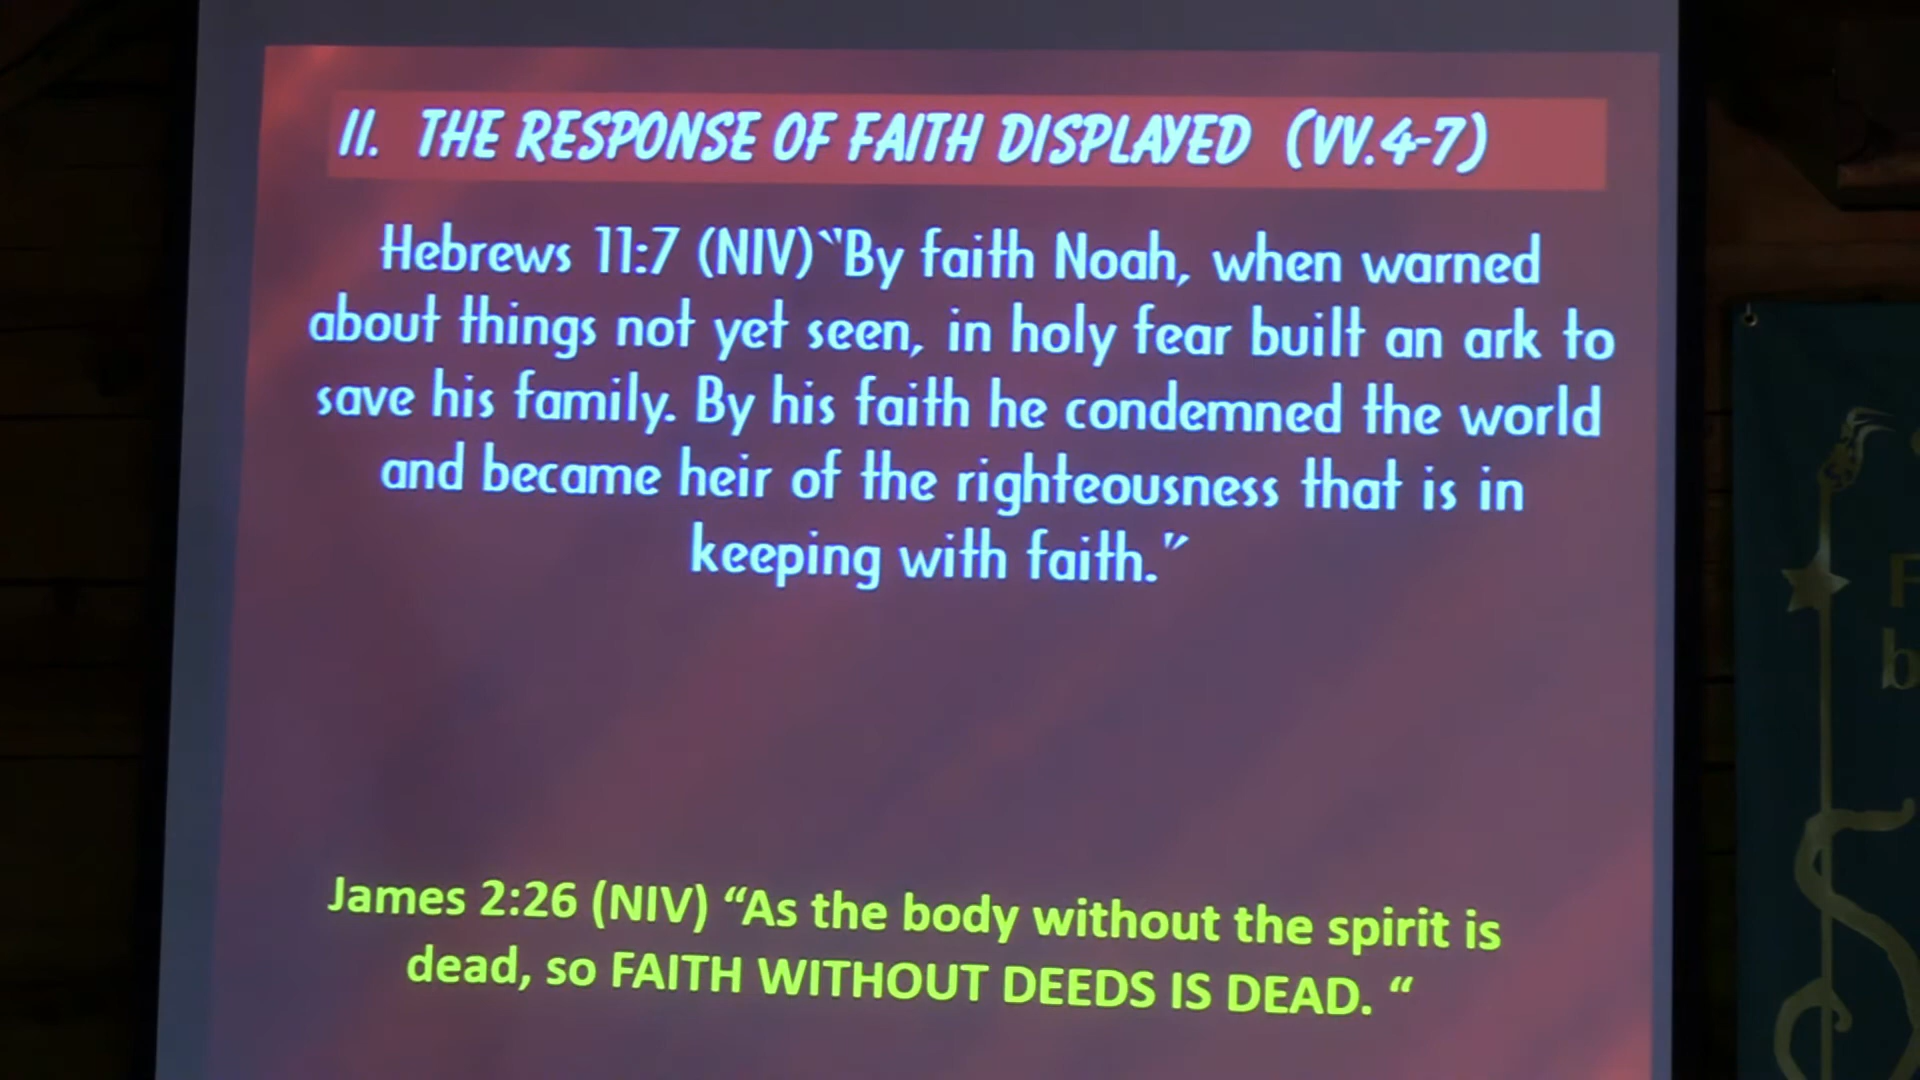 II. THE RESPONSE OF FAITH DISPLAYED (VV.4-7)
Hebrews 11:7 (NIV) "By faith Noah, when warned
about things not yet seen, in holy fear built an ark to
save his family. By his faith he condemned the world
and became heir of the righteousness that is in
keeping with faith."
James 2:26 (NIV) “As the body without the spirit is
dead, so FAITH WITHOUT DEEDS IS DEAD. “